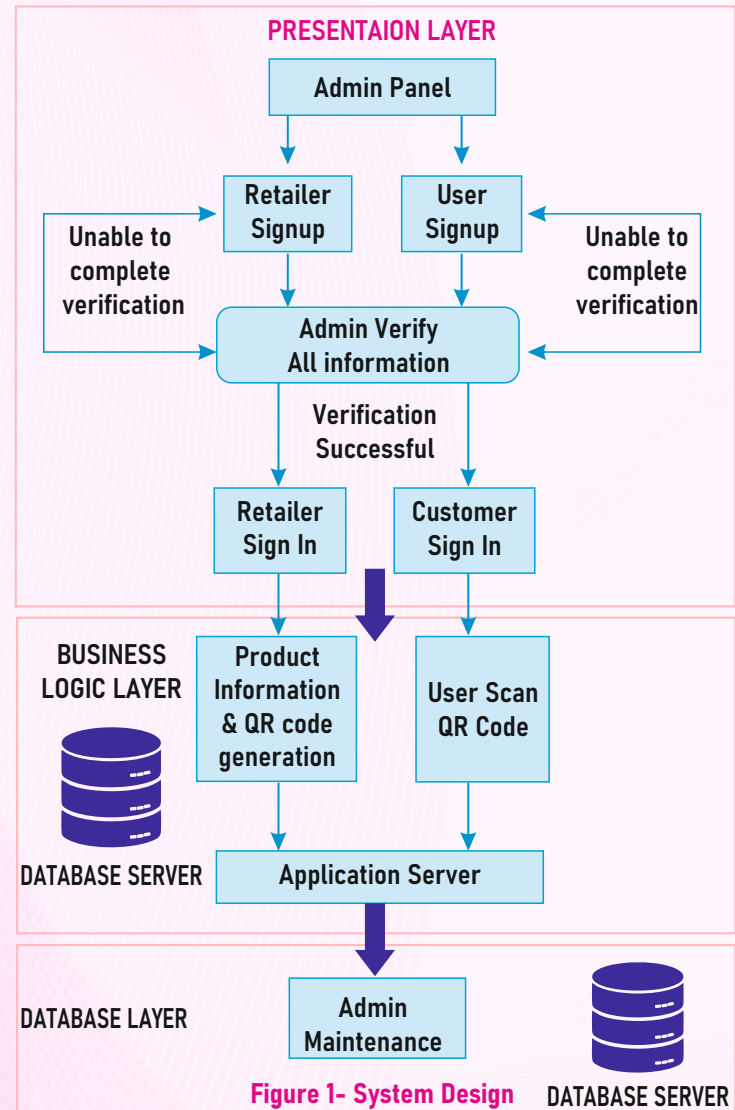 PRESENTAION LAYER
Admin Panel
Retailer
Signup
User
Signup
Unable to
complete
verification
Unable to
complete
verification
Admin Verify
All information
Verification
Successful
Retailer
Sign In
Customer
Sign In
BUSINESS
LOGIC LAYER
Product
Information
& QR code
generation
User Scan
QR Code
DATABASE SERVER
Application Server
DATABASE LAYER
Admin
Maintenance
Figure 1- System Design
DATABASE SERVER